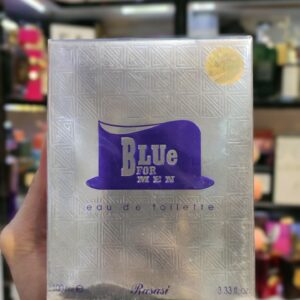 BLUe
FOR
MEN
eau de toilette
Rasasi
3.33 fl.oz